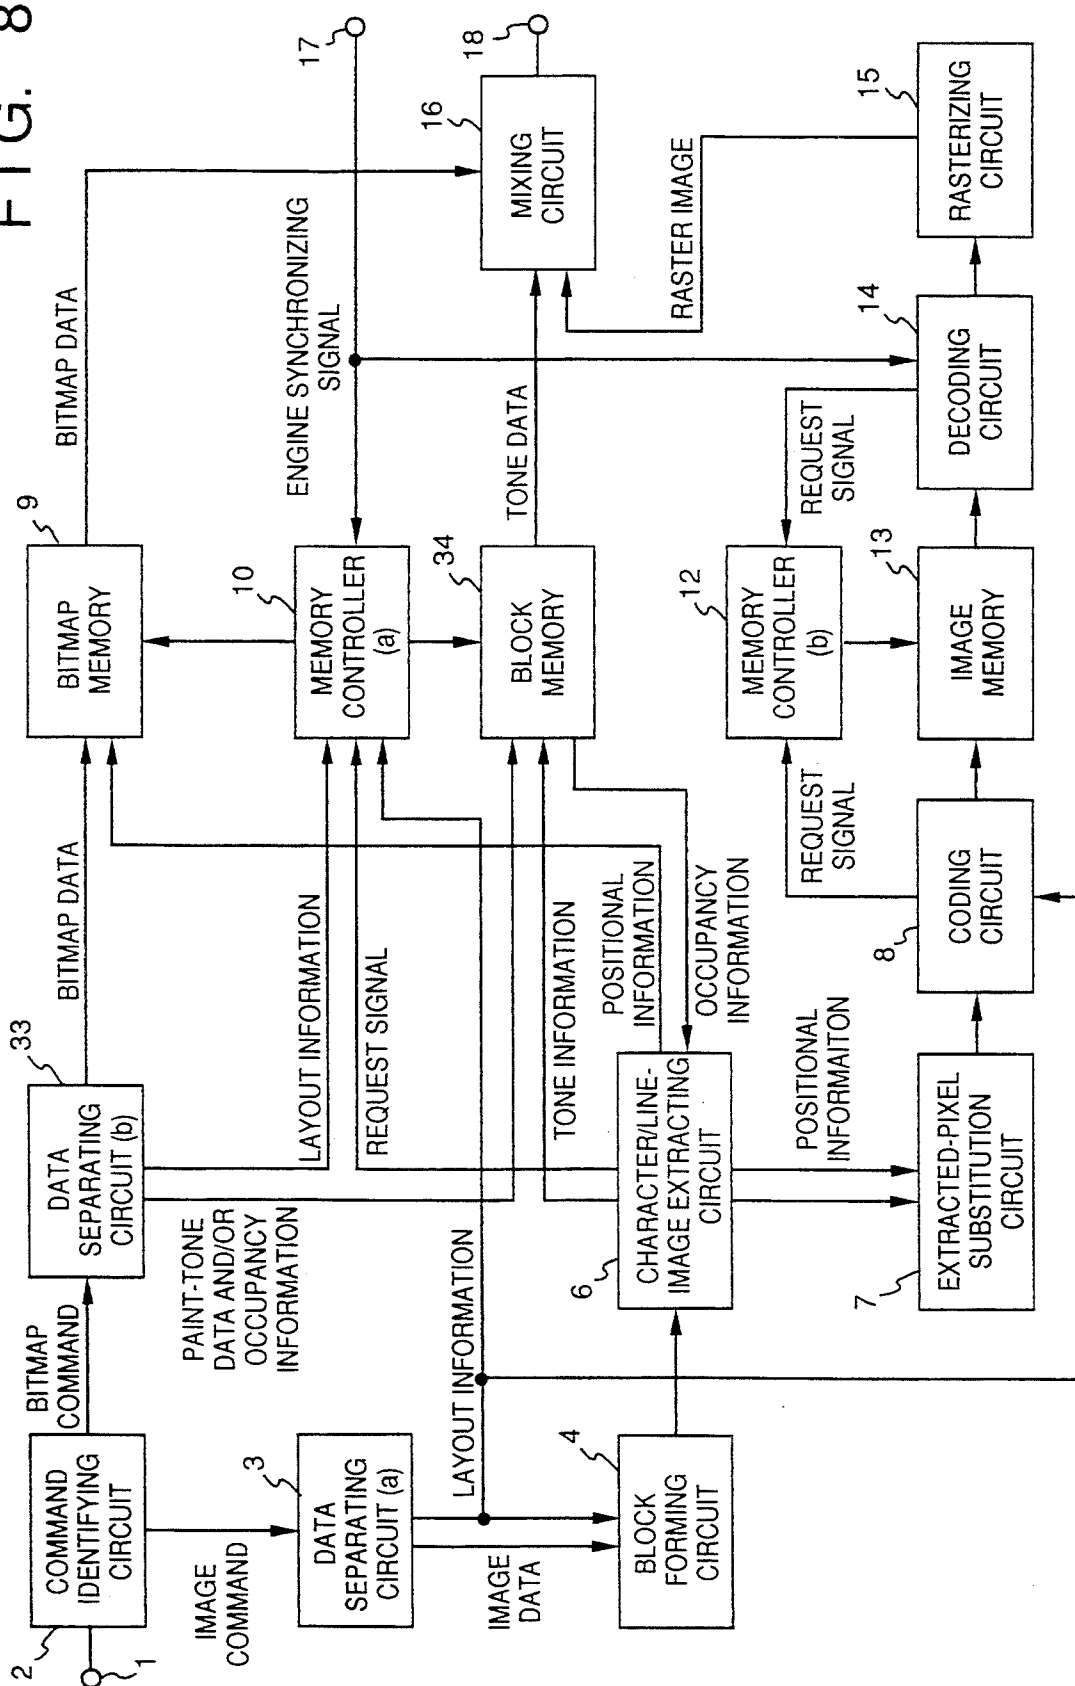 FIG. 8
1
2
COMMAND
IDENTIFYING
CIRCUIT
BITMAP
COMMAND
IMAGE
COMMAND
33
DATA
SEPARATING
CIRCUIT (b)
BITMAP DATA
9
BITMAP
MEMORY
BITMAP DATA
PAINT-TONE
DATA AND/OR
OCCUPANCY
INFORMATION
LAYOUT INFORMATION
REQUEST SIGNAL
3
DATA
SEPARATING
CIRCUIT (a)
LAYOUT INFORMATION
IMAGE
DATA
10
MEMORY
CONTROLLER
(a)
ENGINE SYNCHRONIZING
SIGNAL
17
34
BLOCK
MEMORY
TONE DATA
16
MIXING
CIRCUIT
18
4
BLOCK
FORMING
CIRCUIT
6
CHARACTER/LINE-
IMAGE EXTRACTING
CIRCUIT
TONE INFORMATION
POSITIONAL
INFORMATION
OCCUPANCY
INFORMATION
POSITIONAL
INFORMAITON
RASTER IMAGE
12
MEMORY
CONTROLLER
(b)
REQUEST
SIGNAL
REQUEST
SIGNAL
7
EXTRACTED-PIXEL
SUBSTITUTION
CIRCUIT
8
CODING
CIRCUIT
13
IMAGE
MEMORY
14
DECODING
CIRCUIT
15
RASTERIZING
CIRCUIT